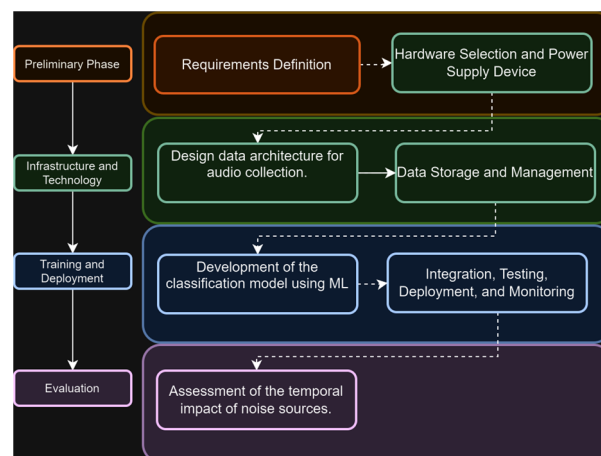 Preliminary Phase
Requirements Definition
Hardware Selection and Power
Supply Device
Infrastructure and
Technology
Design data architecture for
audio collection.
Data Storage and Management
Training and
Deployment
Development of the
classification model using ML
Integration, Testing,
Deployment, and Monitoring
Evaluation
Assessment of the temporal
impact of noise sources.